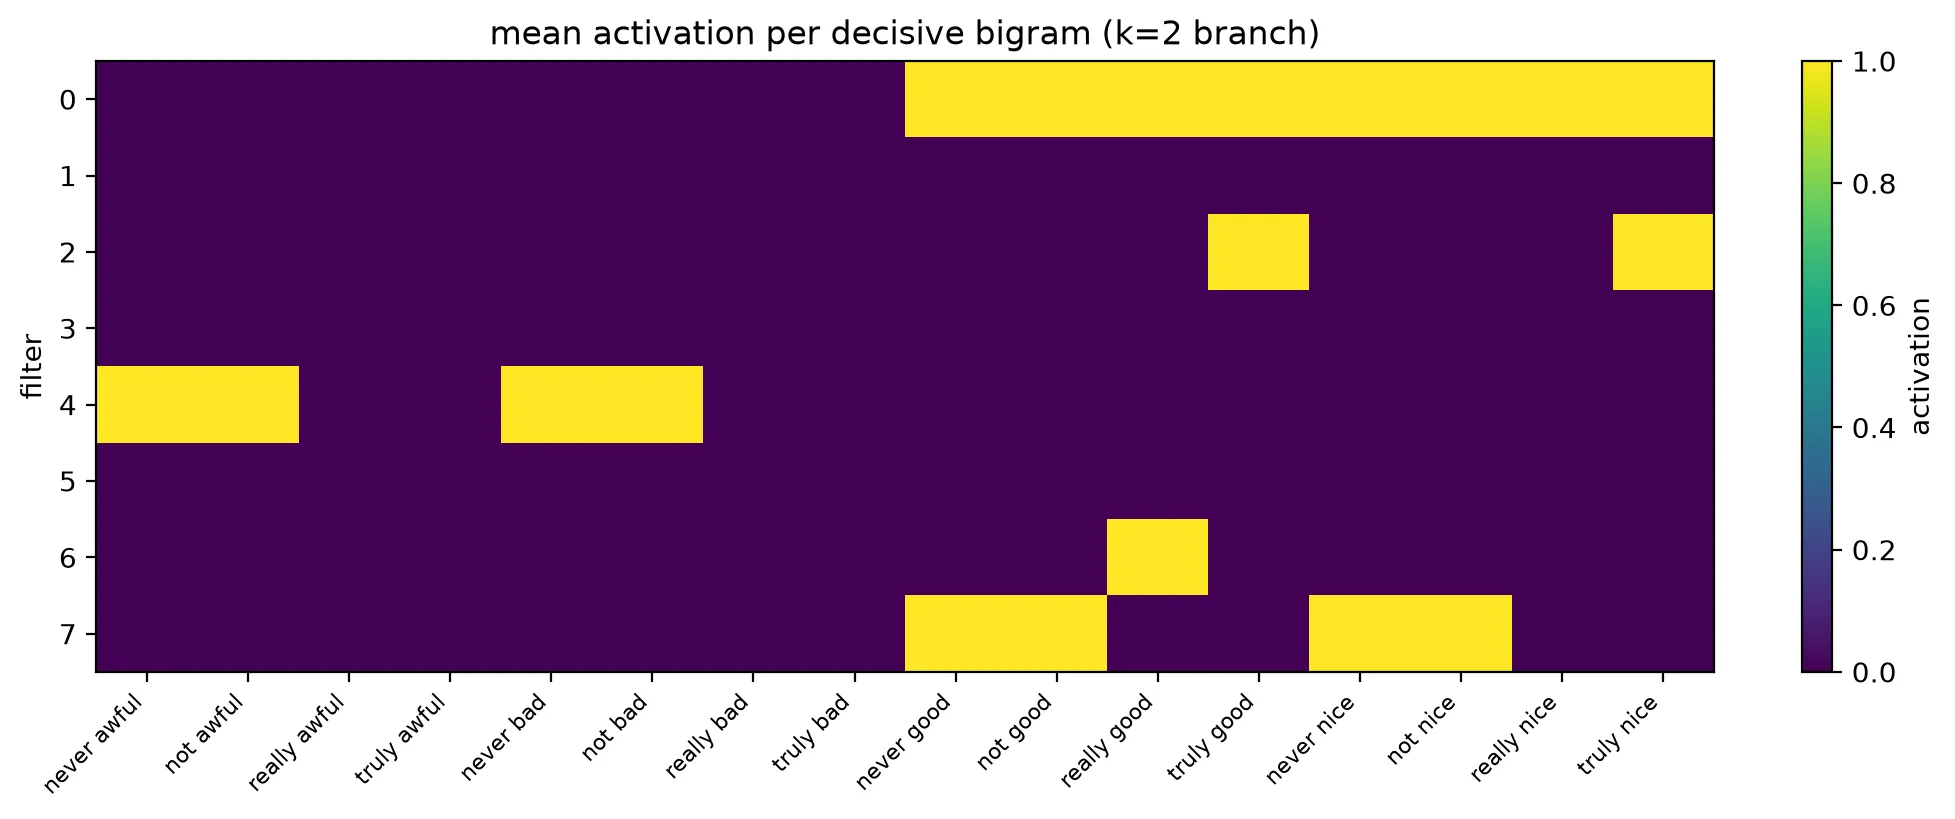 mean activation per decisive bigram (k=2 branch)
filter
0
1
2
3
4
5
6
7
never awful
not awful
really awful
truly awful
never bad
not bad
really bad
truly bad
never good
not good
really good
truly good
never nice
not nice
really nice
truly nice
1.0
0.8
0.6
0.4
0.2
0.0
activation